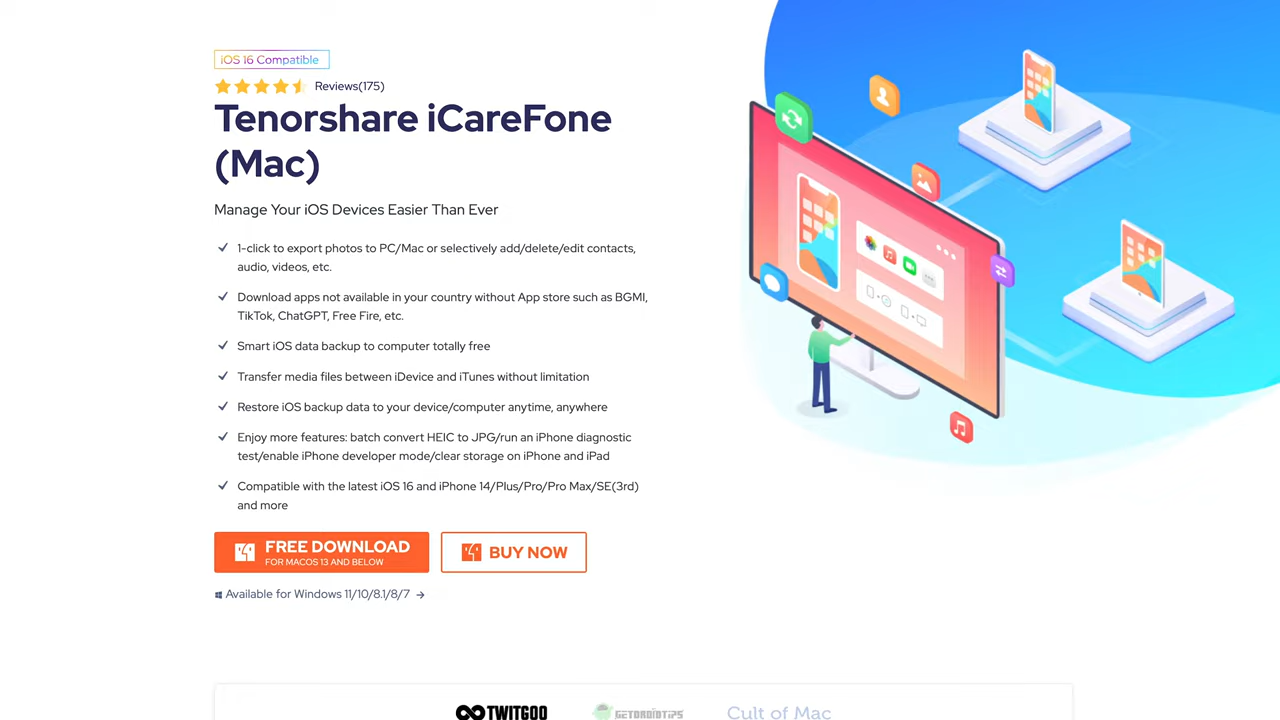 iOS 16 Compatible
Reviews(175)
Tenorshare iCareFone
(Mac)
Manage Your iOS Devices Easier Than Ever
1-click to export photos to PC/Mac or selectively add/delete/edit contacts,
audio, videos, etc.
Download apps not available in your country without App store such as BGMI,
TikTok, ChatGPT, Free Fire, etc.
Smart iOS data backup to computer totally free
Transfer media files between iDevice and iTunes without limitation
Restore iOS backup data to your device/computer anytime, anywhere
Enjoy more features: batch convert HEIC to JPG/run an iPhone diagnostic
test/enable iPhone developer mode/clear storage on iPhone and iPad
Compatible with the latest iOS 16 and iPhone 14/Plus/Pro/Pro Max/SE(3rd)
and more
FREE DOWNLOAD
FOR MACOS 13 AND BELOW
BUY NOW
Available for Windows 11/10/8.1/8/7
TWITGOO
GETDROIDTIPS
Cult of Mac